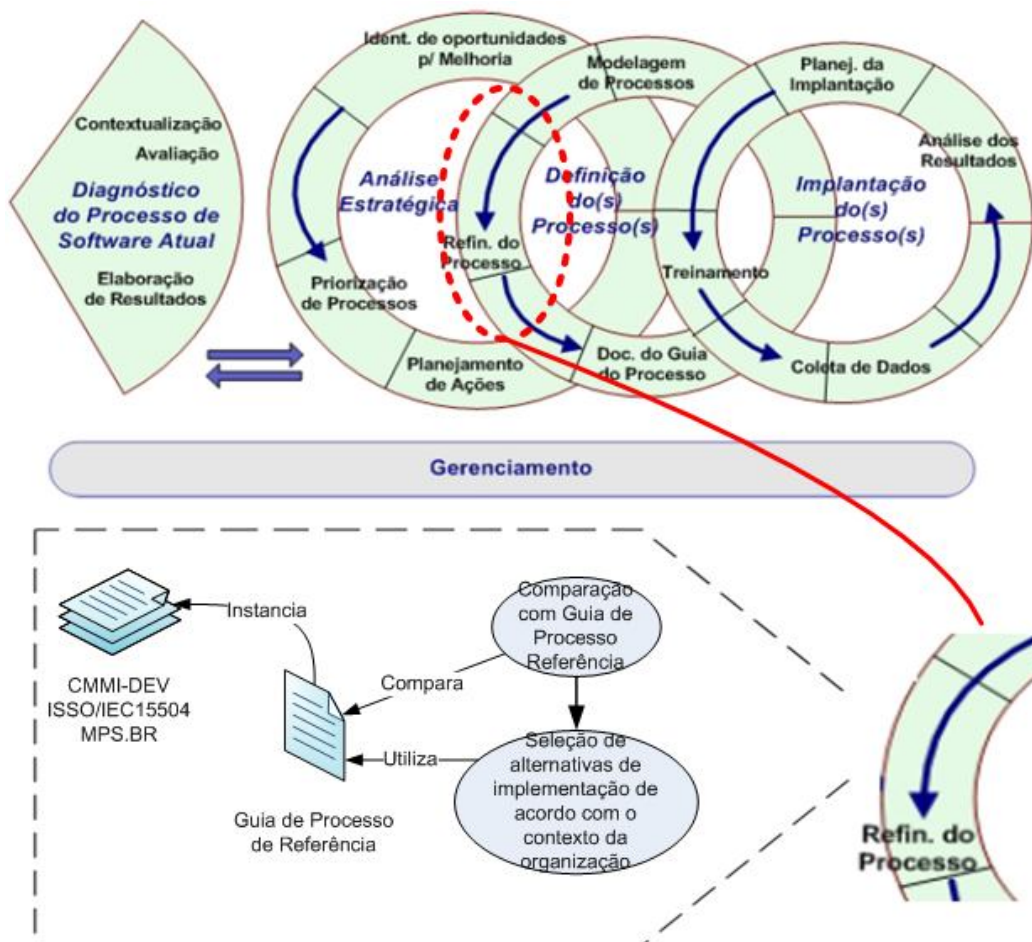 Contextualização
Avaliação
Diagnóstico
do Processo de
Software Atual
Elaboração
de Resultados
Ident. de oportunidades
p/ Melhoria
Análise
Estratégica
Priorização
de Processos
Planejamento
de Ações
Modelagem
de Processos
Definição
do(s)
Processo(s)
Refin. do
Processo
Doc. do Guia
do Processo
Planej. da
Implantação
Análise dos
Resultados
Implantação
do(s)
Processo(s)
Treinamento
Coleta de Dados
Gerenciamento
CMMI-DEV
ISSO/IEC15504
MPS.BR
Instancia
Guia de Processo
de Referência
Compara
Utiliza
Comparação
com Guia de
Processo
Referência
Seleção de
alternativas de
implementação de
acordo com o
contexto da
organização
Refin. do
Processo